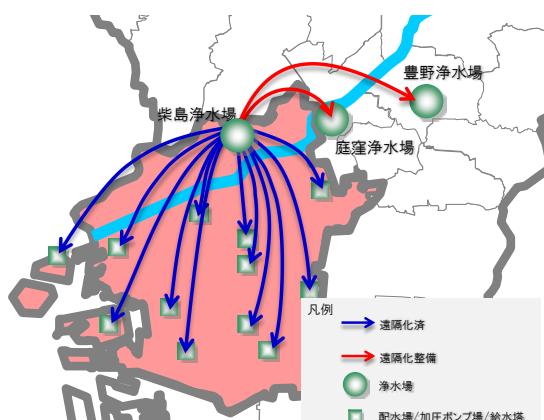 豊野浄水場
柴島浄水場
庭窪浄水場
凡例
遠隔化済
遠隔化整備
浄水場
配水場/加圧ポンプ場/給水塔